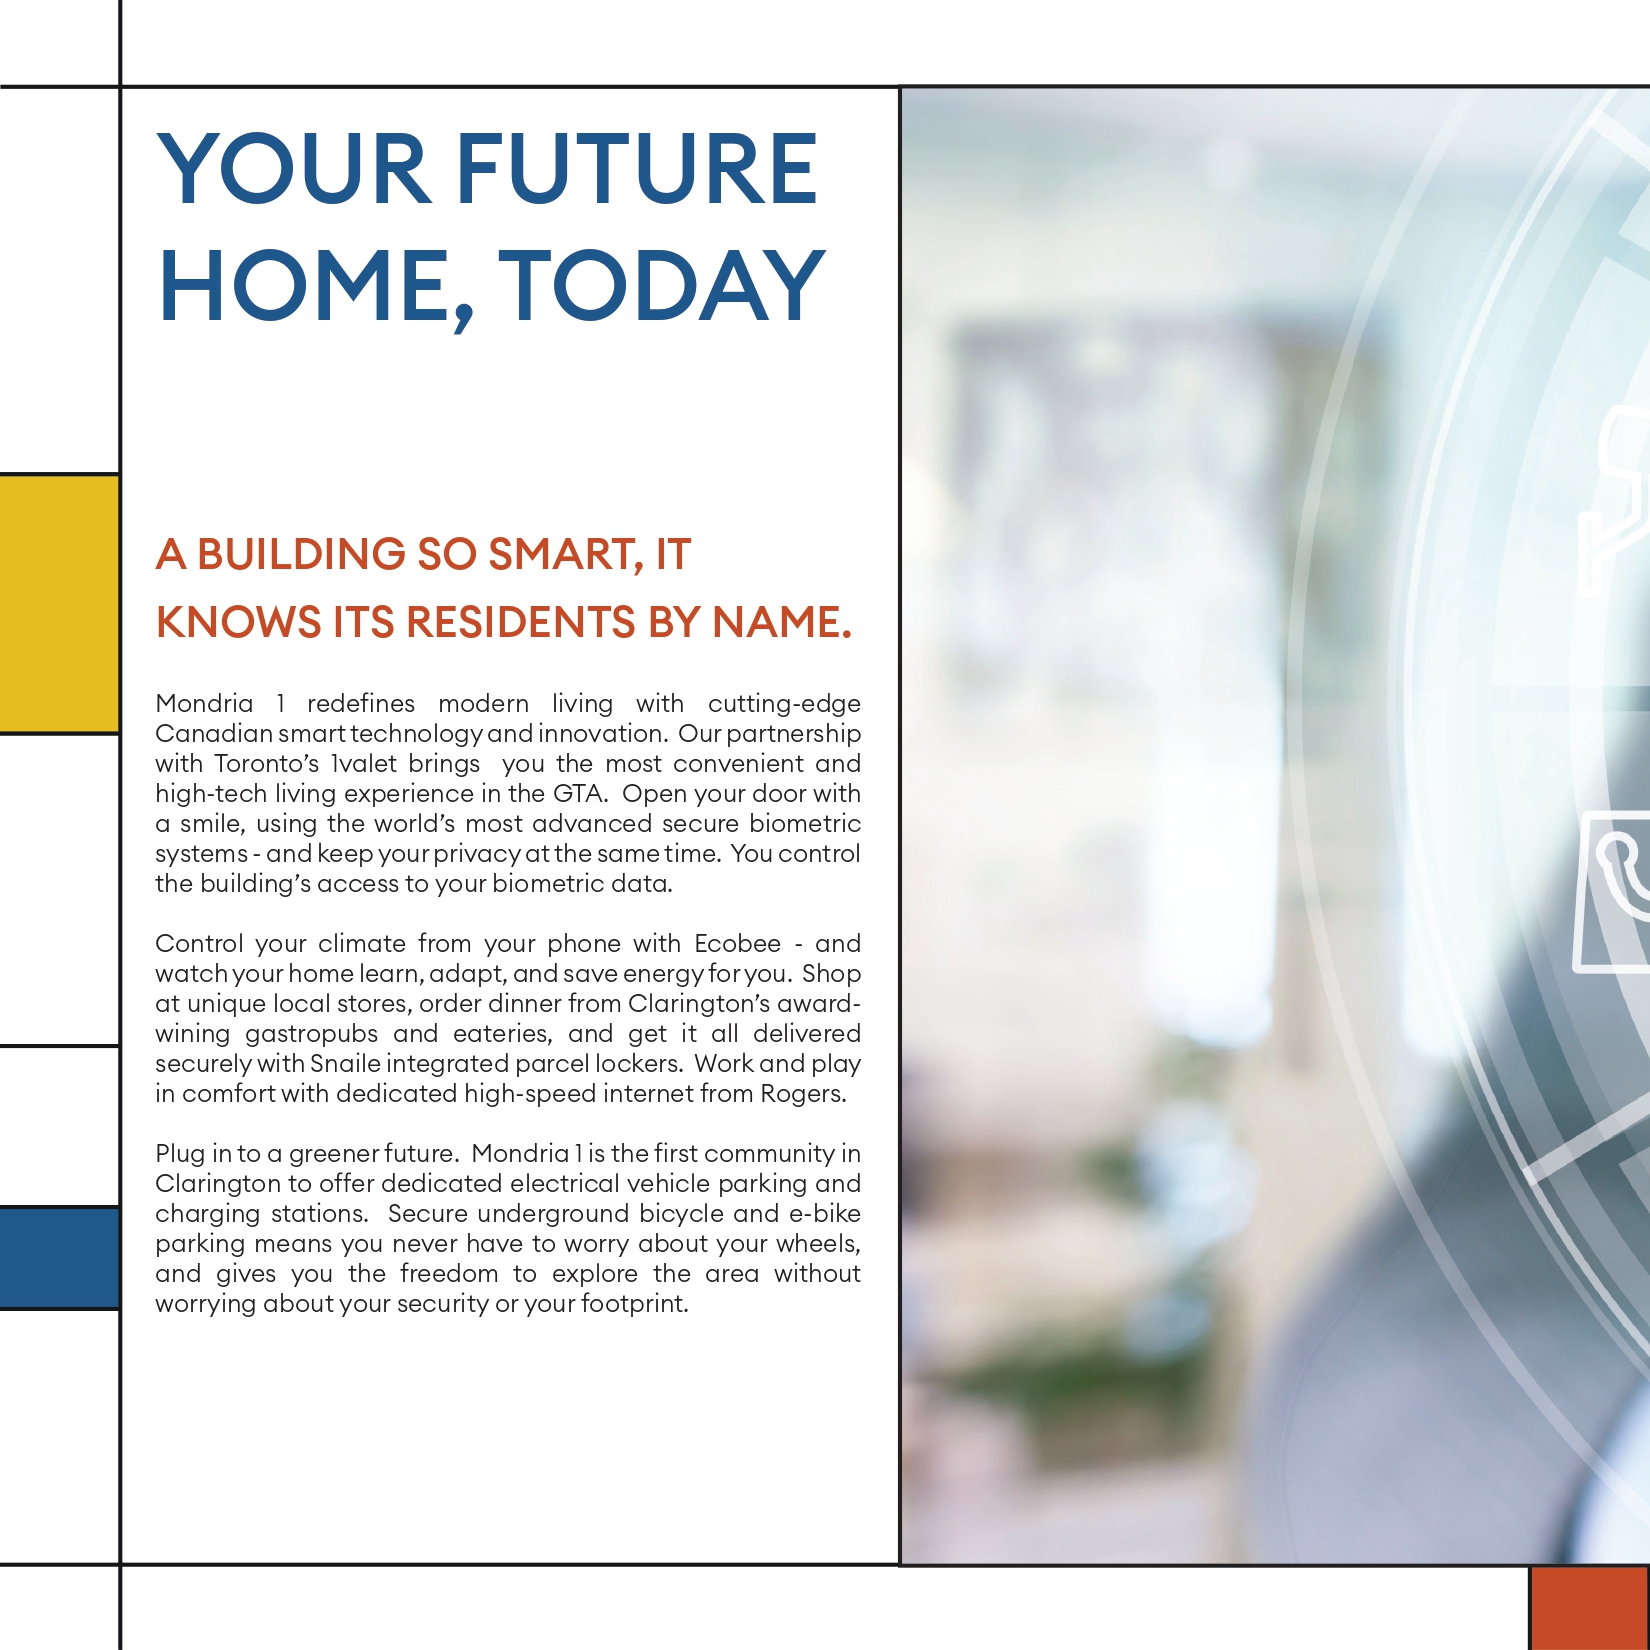 YOUR FUTURE
HOME, TODAY
A BUILDING SO SMART, IT
KNOWS ITS RESIDENTS BY NAME.
Mondria 1 redefines modern living with cutting-edge
Canadian smart technology and innovation. Our partnership
with Toronto's 1valet brings you the most convenient and
high-tech living experience in the GTA. Open your door with
a smile, using the world's most advanced secure biometric
systems - and keep your privacy at the same time. You control
the building's access to your biometric data.
Control your climate from your phone with Ecobee - and
watch your home learn, adapt, and save energy for you. Shop
at unique local stores, order dinner from Clarington's award-
wining gastropubs and eateries, and get it all delivered
securely with Snaile integrated parcel lockers. Work and play
in comfort with dedicated high-speed internet from Rogers.
Plug in to a greener future. Mondria 1 is the first community in
Clarington to offer dedicated electrical vehicle parking and
charging stations. Secure underground bicycle and e-bike
parking means you never have to worry about your wheels,
and gives you the freedom to explore the area without
worrying about your security or your footprint.